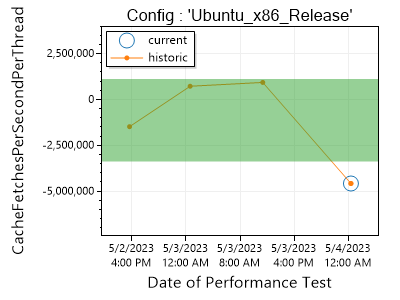 Config : 'Ubuntu_x86_Release'
CacheFetchesPerSecondPerThread
current
historic
2,500,000
0
-2,500,000
-5,000,000
5/2/2023 5/3/2023 5/3/2023 5/3/2023 5/4/2023
4:00 PM 12:00 AM 8:00 AM 4:00 PM 12:00 AM
Date of Performance Test